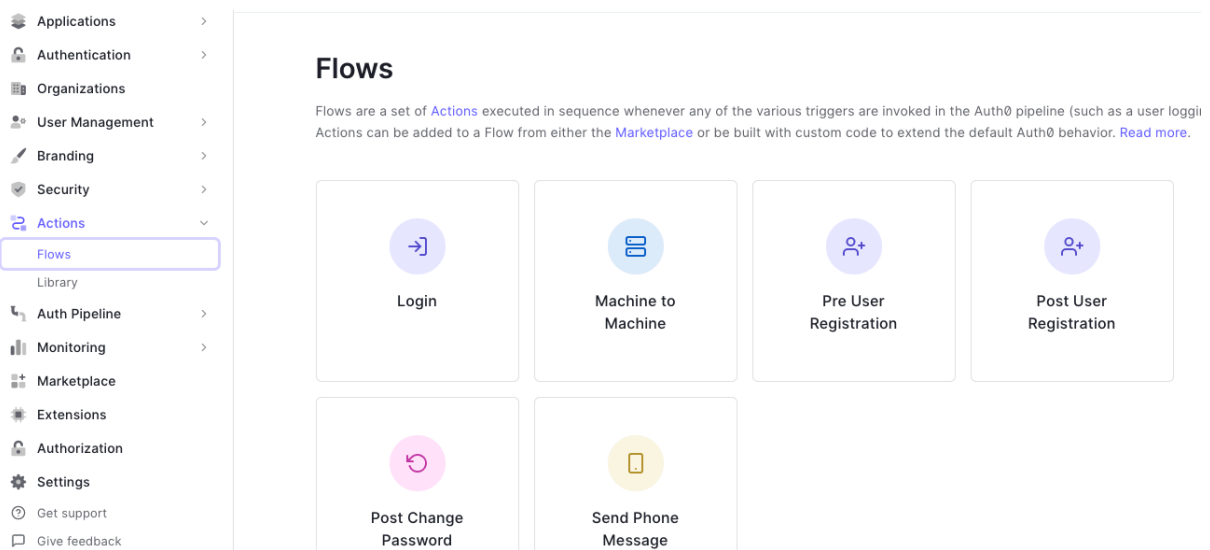 Applications
Authentication
Organizations
User Management
Branding
Security
Actions
Flows
Library
Auth Pipeline
Monitoring
Marketplace
Extensions
Authorization
Settings
Get support
Give feedback
Flows
Flows are a set of Actions executed in sequence whenever any of the various triggers are invoked in the Auth0 pipeline (such as a user loggi
Actions can be added to a Flow from either the Marketplace or be built with custom code to extend the default Auth0 behavior. Read more.
Login
Machine to
Machine
Pre User
Registration
Post User
Registration
Post Change
Password
Send Phone
Message